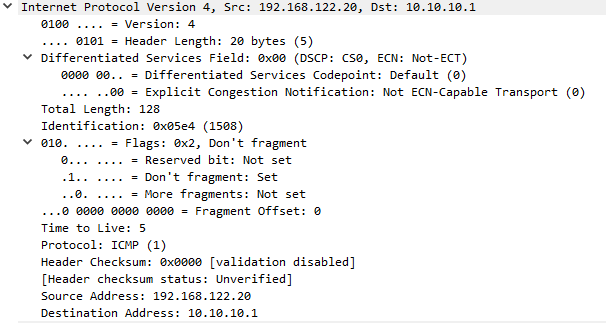 Internet Protocol Version 4, Src: 192.168.122.20, Dst: 10.10.10.1
0100 .... = Version: 4
.... 0101 = Header Length: 20 bytes (5)
Differentiated Services Field: 0x00 (DSCP: CS0, ECN: Not-ECT)
0000 00.. = Differentiated Services Codepoint: Default (0)
.... ..00 = Explicit Congestion Notification: Not ECN-Capable Transport (0)
Total Length: 128
Identification: 0x05e4 (1508)
010. .... = Flags: 0x2, Don't fragment
0... .... = Reserved bit: Not set
.1.. .... = Don't fragment: Set
..0. .... = More fragments: Not set
...0 0000 0000 0000 = Fragment Offset: 0
Time to Live: 5
Protocol: ICMP (1)
Header Checksum: 0x0000 [validation disabled]
[Header checksum status: Unverified]
Source Address: 192.168.122.20
Destination Address: 10.10.10.1